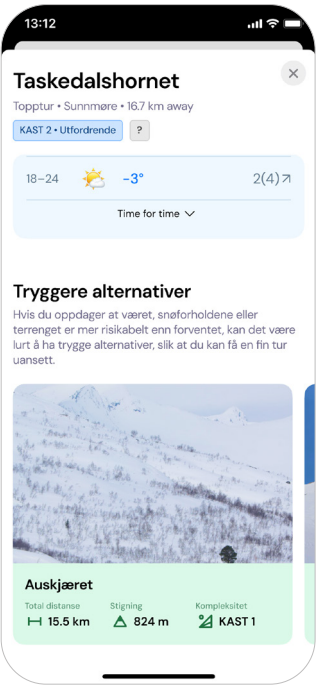 13:12
Taskedalshornet
Topptur • Sunnmøre • 16.7 km away
KAST 2 • Utfordrende ?
18–24 -3° 2(4)
Time for time
Tryggere alternativer
Hvis du oppdager at været, snøforholdene eller
terrenget er mer risikabelt enn forventet, kan det være
lurt å ha trygge alternativer, slik at du kan få en fin tur
uansett.
Auskjæret
Total distanse Stigning Kompleksitet
15.5 km 824 m KAST 1